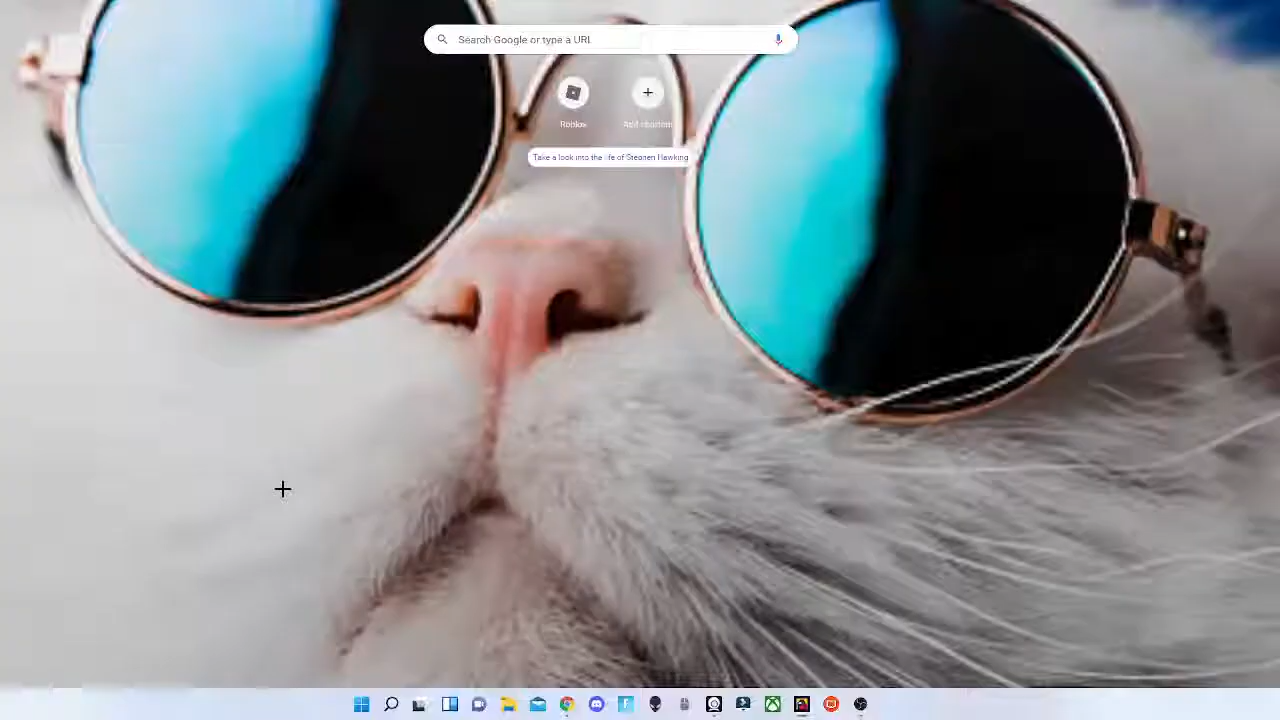 Search Google or type a URL
Roblox
Add shortcut
Take a look into the life of Stephen Hawking